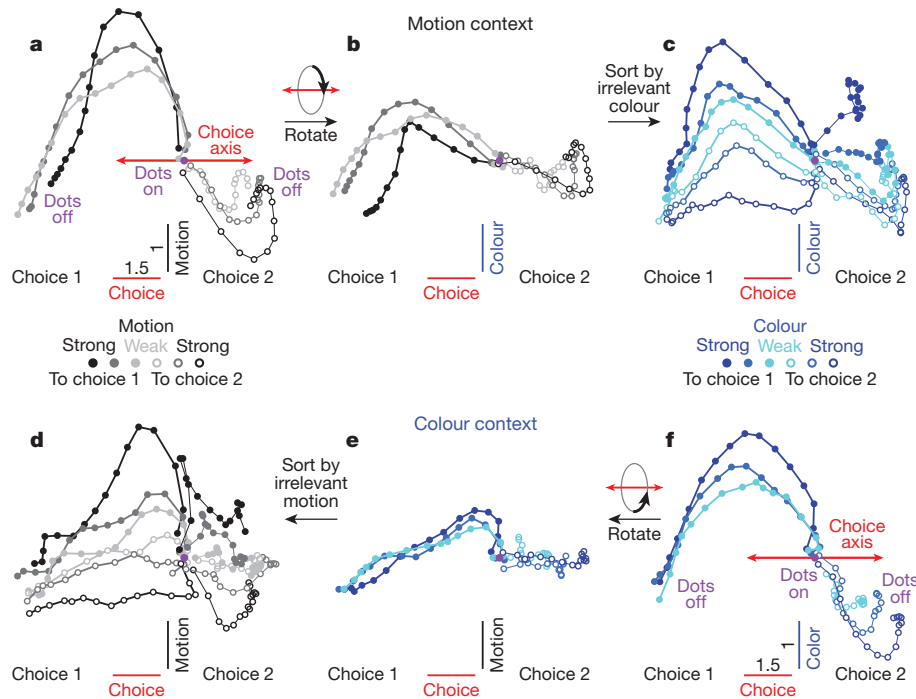 Motion context
a
b
c
Rotate
Sort by
irrelevant
colour
Choice
axis
Dots
on
Dots
off
Dots
off
1
Motion
1.5
Choice
Choice 1
Choice 2
Colour
Choice
Choice 1
Choice 2
Colour
Choice
Choice 1
Choice 2
Motion
Strong Weak Strong
To choice 1 To choice 2
Colour
Strong Weak Strong
To choice 1 To choice 2
Colour context
d
e
f
Sort by
irrelevant
motion
Rotate
Choice
axis
Dots
off
Dots
on
Dots
off
Motion
Choice
Choice 1
Choice 2
Motion
Choice
Choice 1
Choice 2
1
Color
1.5
Choice
Choice 1
Choice 2